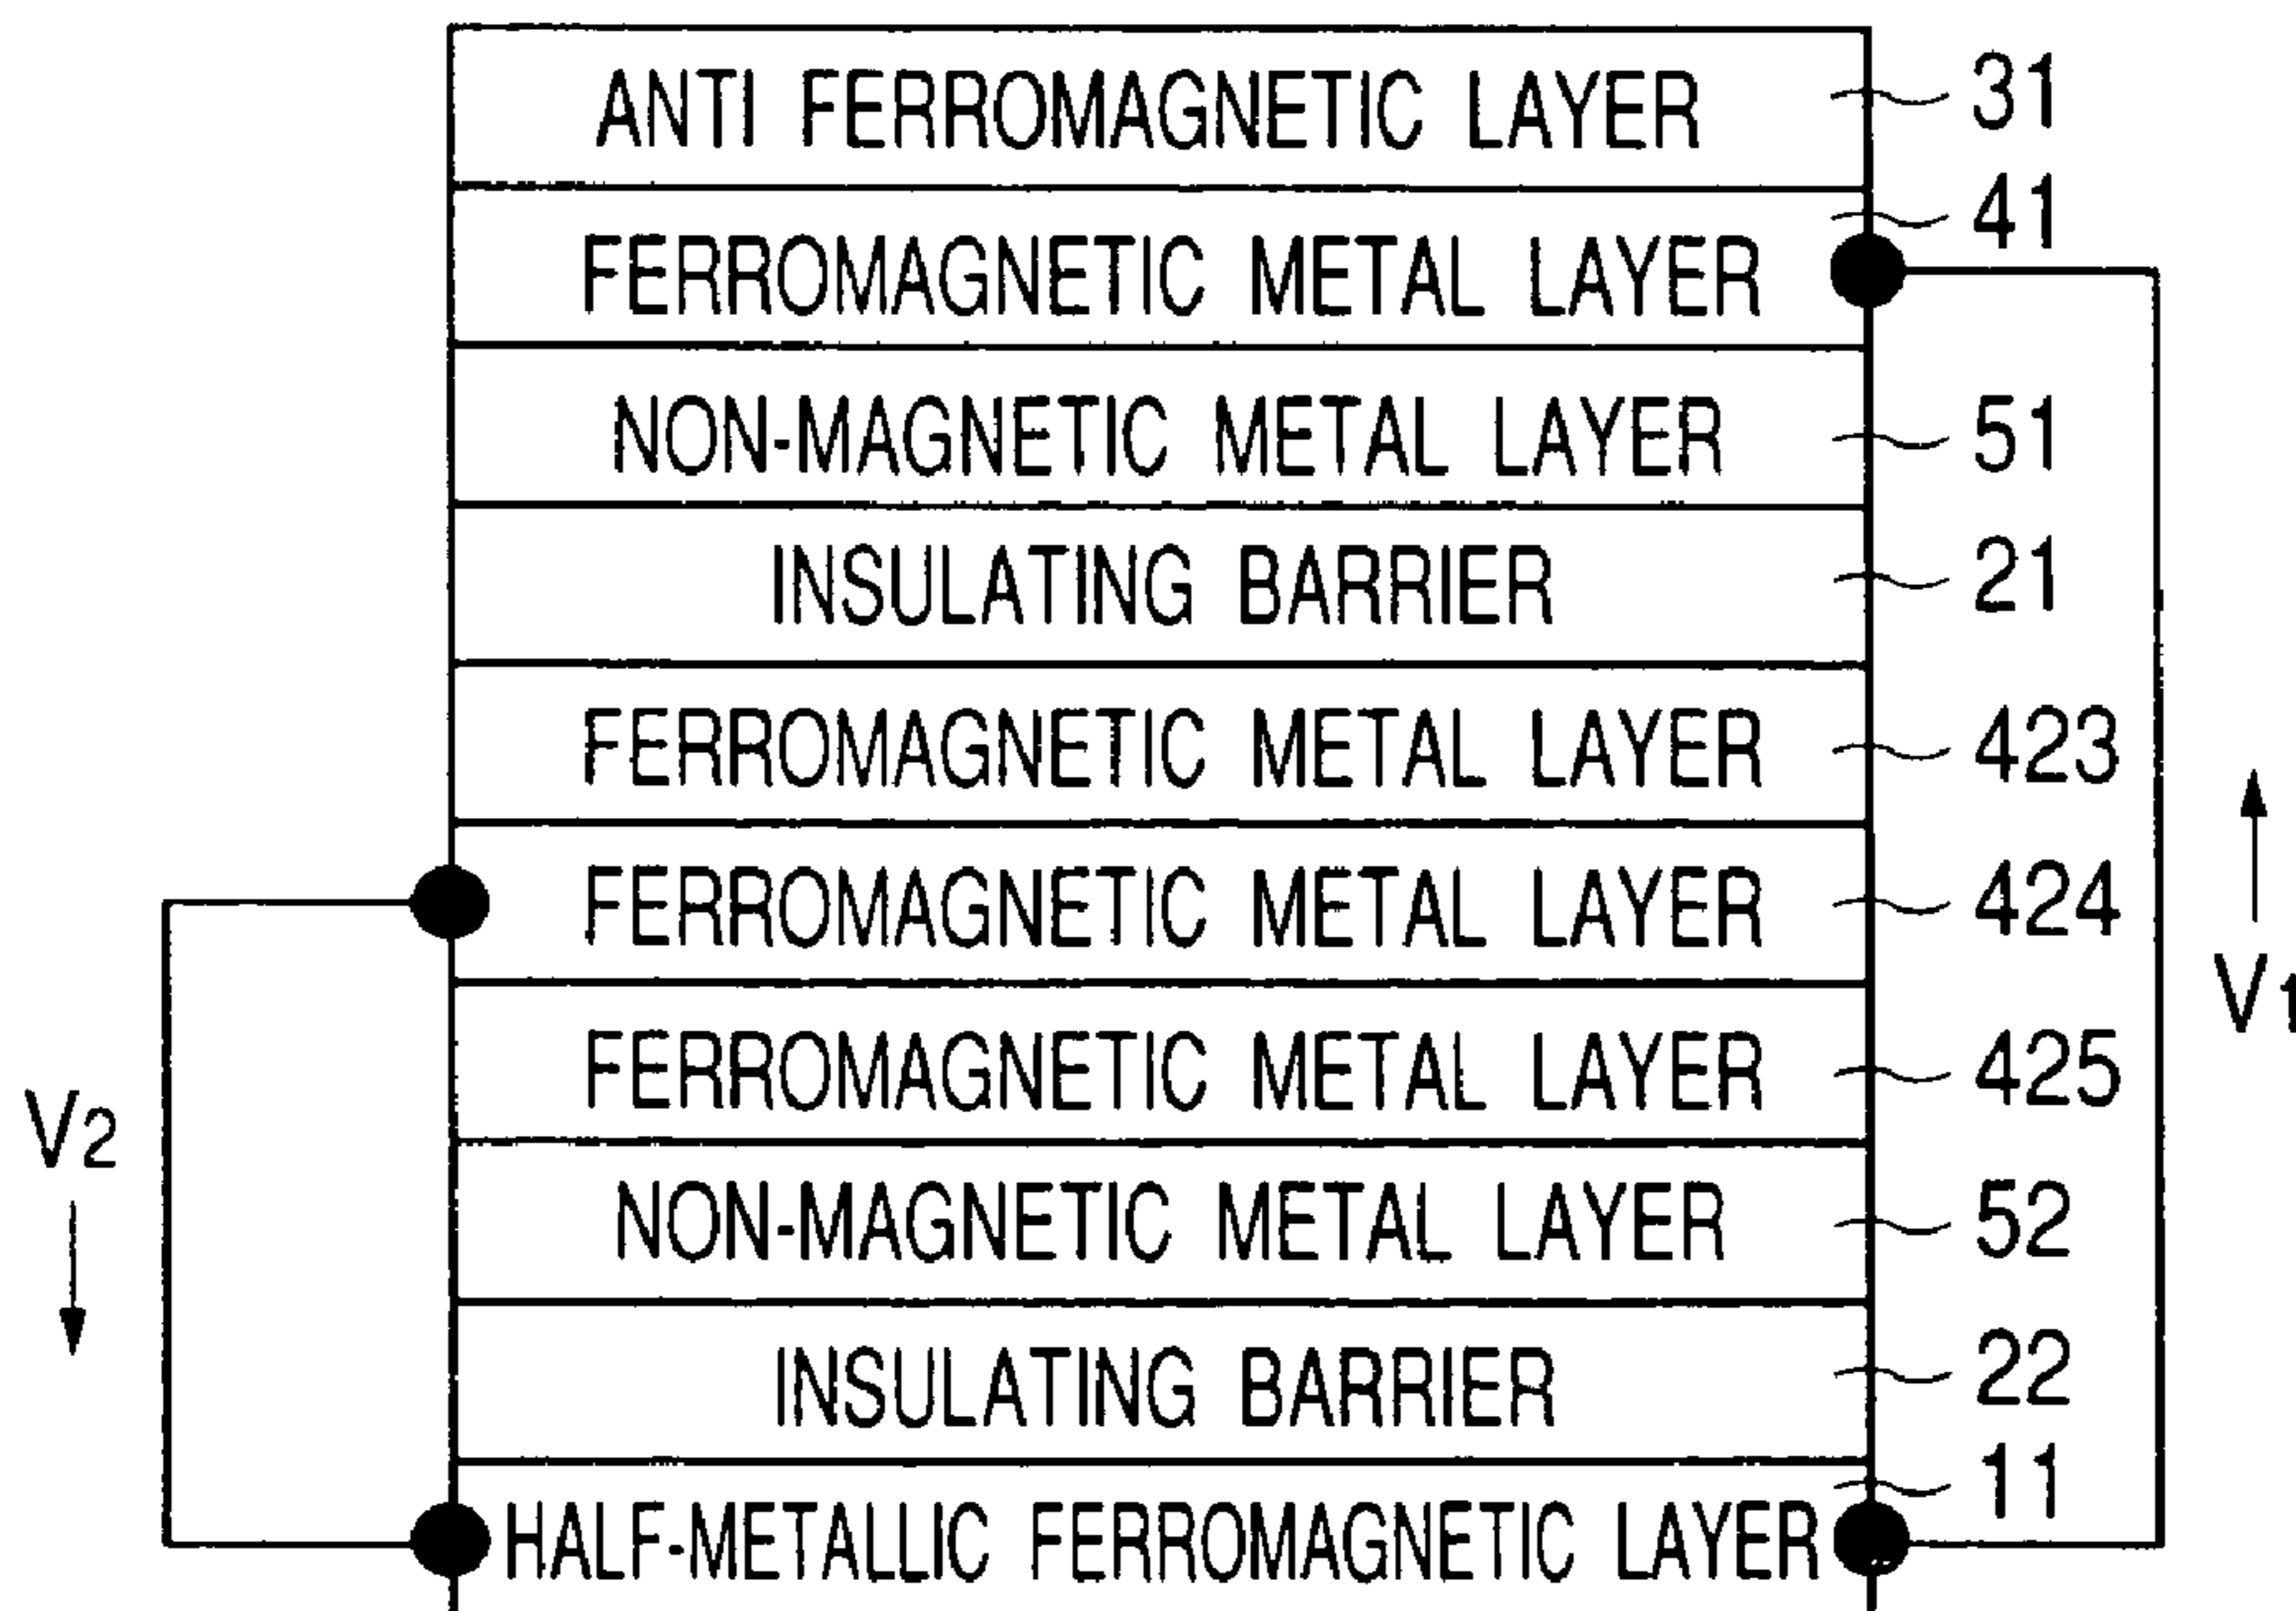 ANTI FERROMAGNETIC LAYER 31
41
FERROMAGNETIC METAL LAYER
NON-MAGNETIC METAL LAYER 51
INSULATING BARRIER 21
FERROMAGNETIC METAL LAYER 423
FERROMAGNETIC METAL LAYER 424
V1
FERROMAGNETIC METAL LAYER 425
V2
NON-MAGNETIC METAL LAYER 52
INSULATING BARRIER 22
11
HALF-METALLIC FERROMAGNETIC LAYER